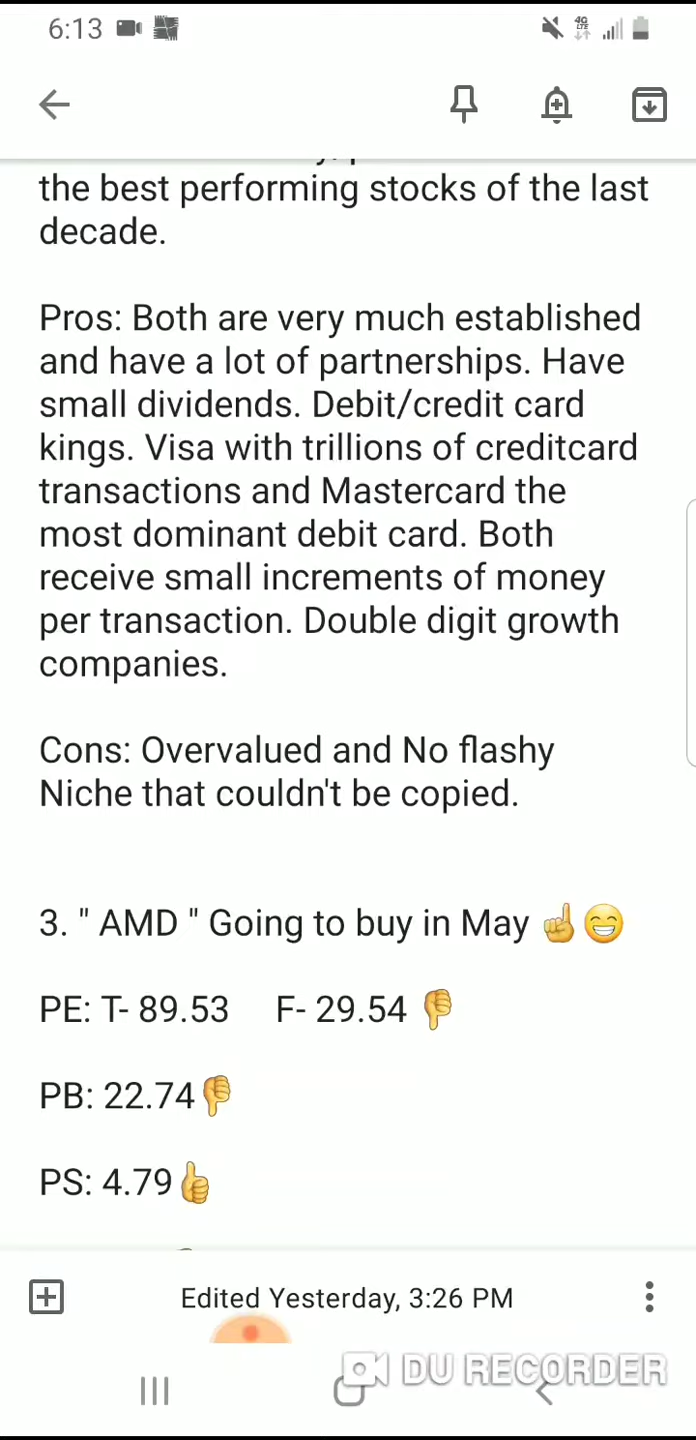 6:13
4G
LTE
the best performing stocks of the last
decade.
Pros: Both are very much established
and have a lot of partnerships. Have
small dividends. Debit/credit card
kings. Visa with trillions of creditcard
transactions and Mastercard the
most dominant debit card. Both
receive small increments of money
per transaction. Double digit growth
companies.
Cons: Overvalued and No flashy
Niche that couldn't be copied.
3. " AMD " Going to buy in May ☝️😁
PE: T- 89.53 F- 29.54 👎
PB: 22.74👎
PS: 4.79👍
Edited Yesterday, 3:26 PM
DU RECORDER